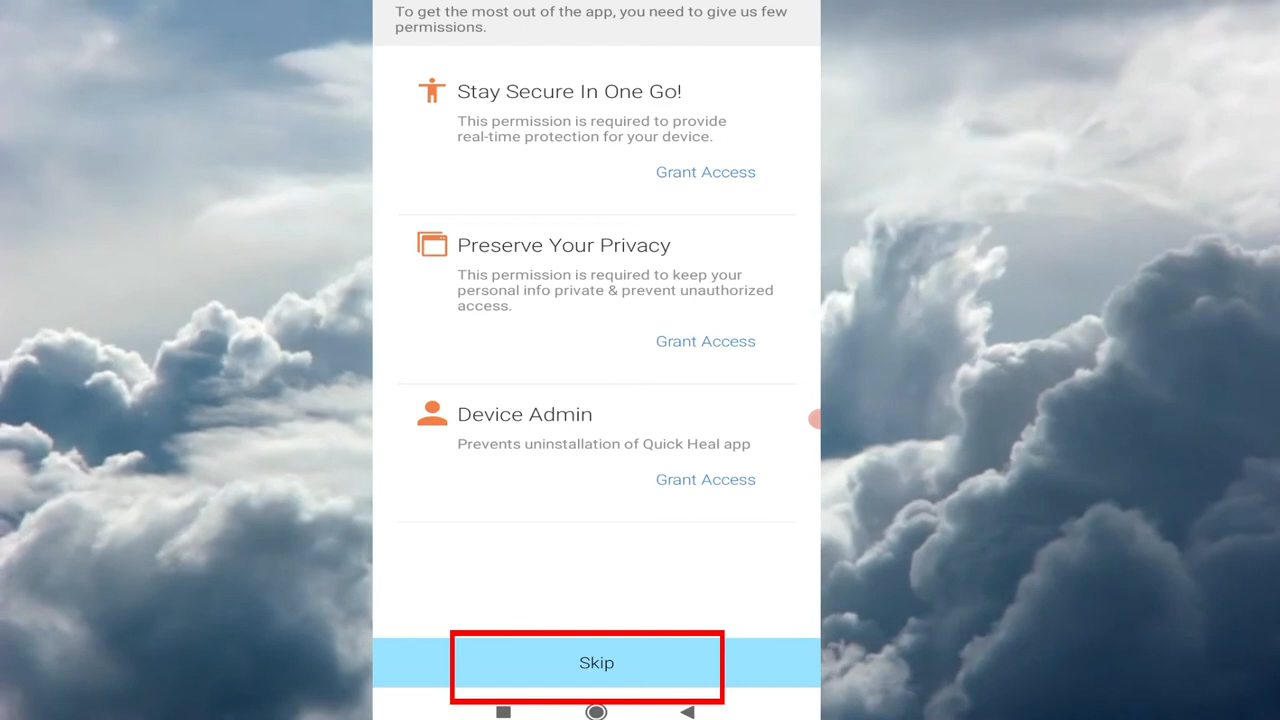 To get the most out of the app, you need to give us few
permissions.
Stay Secure In One Go!
This permission is required to provide
real-time protection for your device.
Grant Access
Preserve Your Privacy
This permission is required to keep your
personal info private & prevent unauthorized
access.
Grant Access
Device Admin
Prevents uninstallation of Quick Heal app
Grant Access
Skip